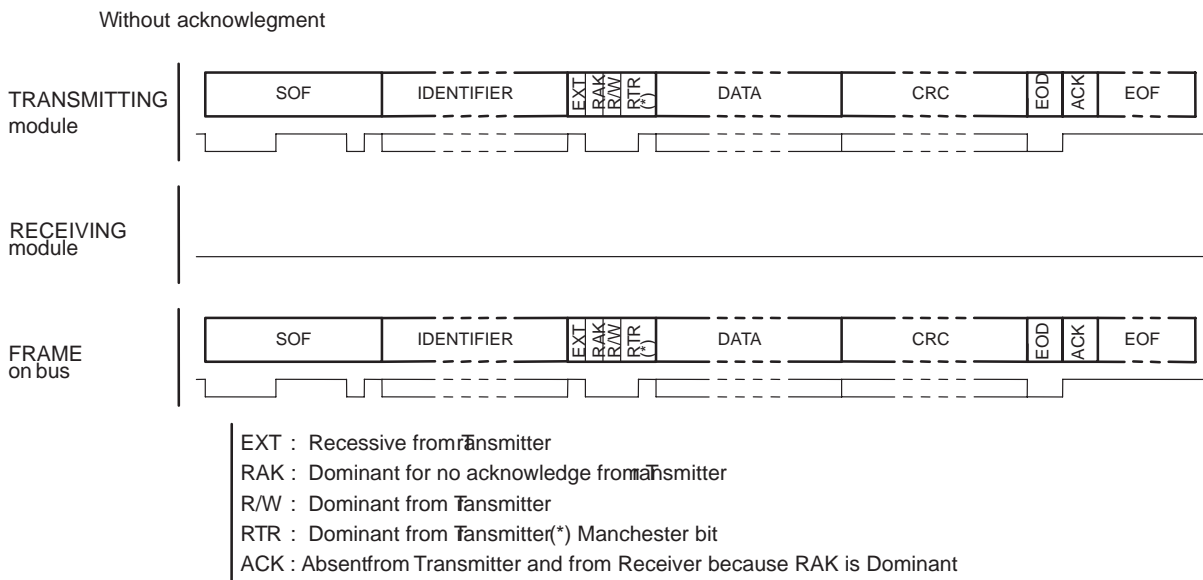 Without acknowlegment
TRANSMITTING
module
SOF IDENTIFIER EXT RAK R/W RTR (*) DATA CRC EOD ACK EOF
RECEIVING
module
FRAME
on bus
SOF IDENTIFIER EXT RAK R/W RTR (*) DATA CRC EOD ACK EOF
EXT : Recessive from Transmitter
RAK : Dominant for no acknowledge from Transmitter
R/W : Dominant from Transmitter
RTR : Dominant from Transmitter(*) Manchester bit
ACK : Absentfrom Transmitter and from Receiver because RAK is Dominant